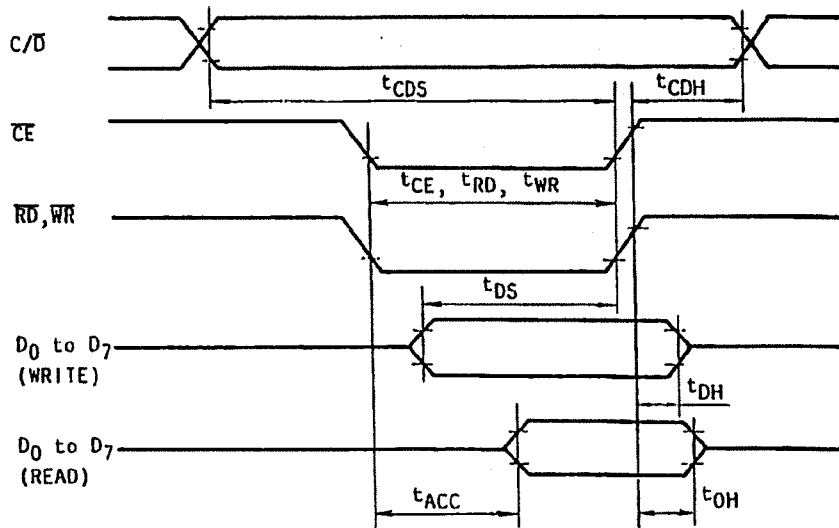 C/D̅
tCDS
tCDH
C̅E̅
tCE, tRD, tWR
R̅D̅,W̅R̅
tDS
D0 to D7
(WRITE)
tDH
D0 to D7
(READ)
tACC
tOH